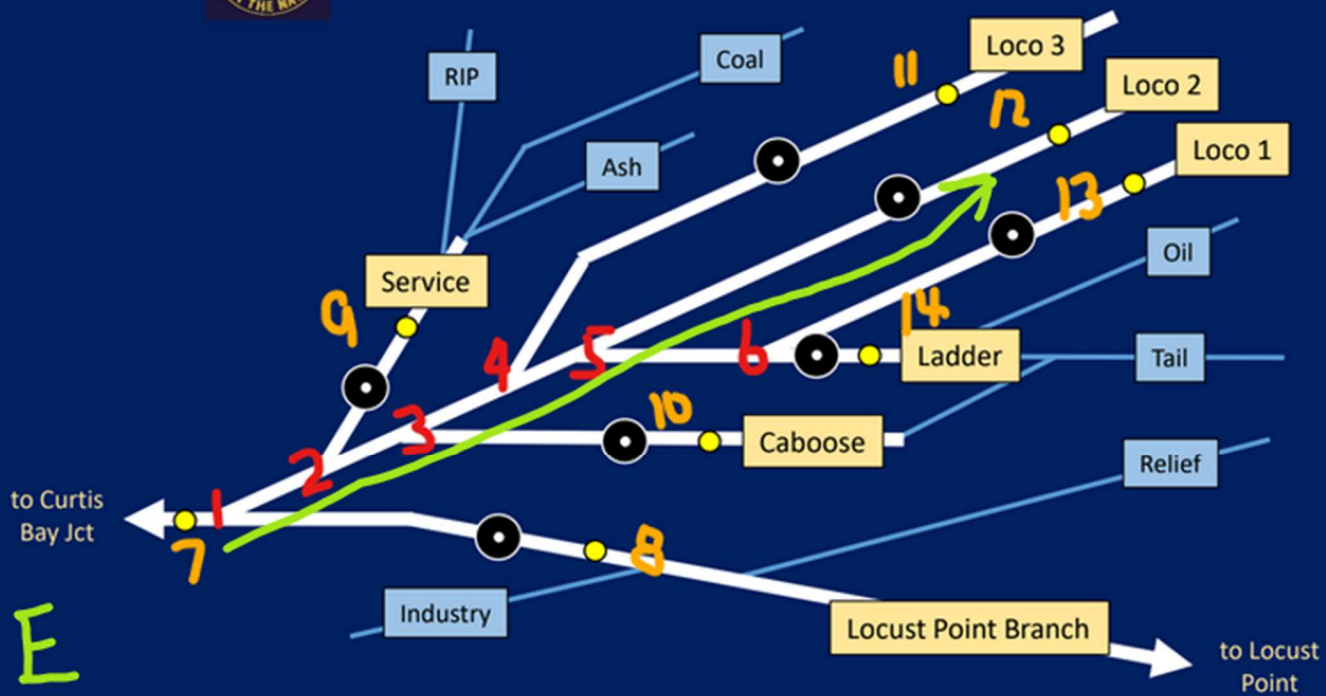 THE NA
Loco 3
Coal
11
RIP
Loco 2
12
Ash
Loco 1
13
Oil
Service
9
14
4
5
6
Ladder
Tail
10
3
Caboose
2
Relief
to Curtis
Bay Jct
1
7
8
Industry
Locust Point Branch
E
to Locust
Point